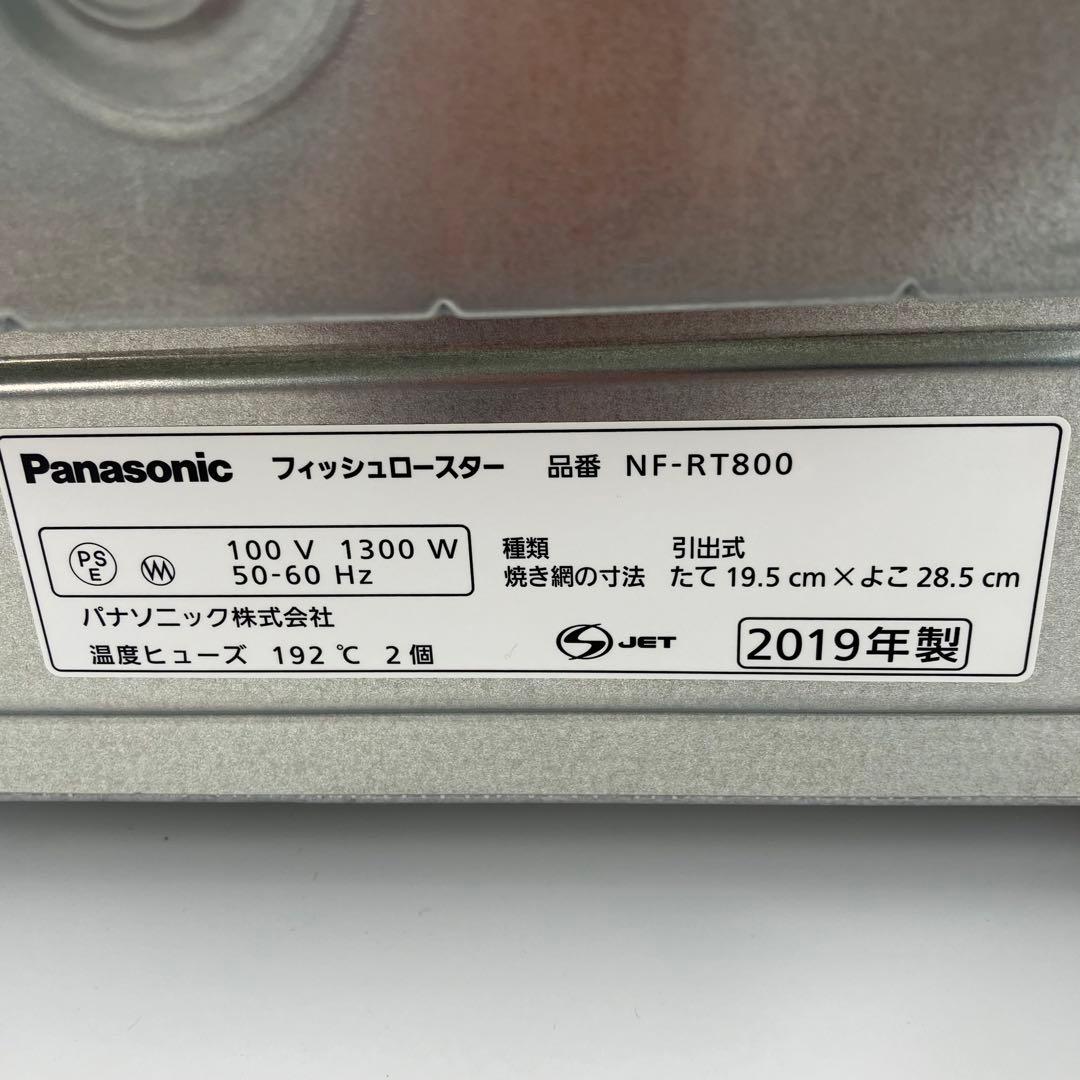 Panasonic フィッシュロースター 品番 NF-RT800
PS
E
100 V 1300 W
50-60 Hz
種類 引出式
焼き網の寸法 たて 19.5 cm×よこ 28.5 cm
パナソニック株式会社
温度ヒューズ 192 ℃ 2個
S JET
2019年製